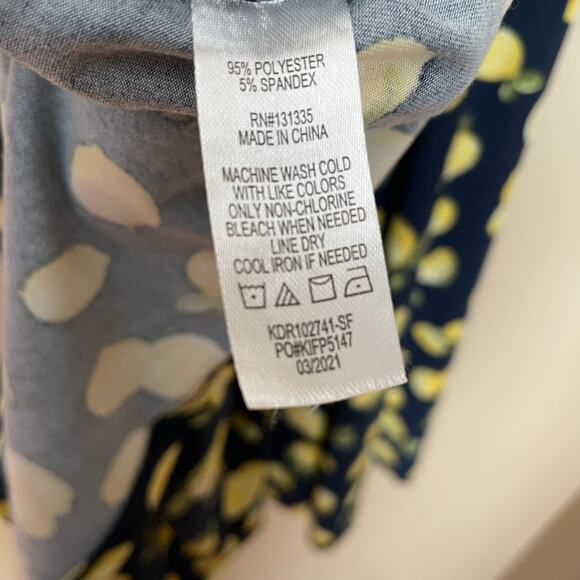 95% POLYESTER
5% SPANDEX
RN#131335
MADE IN CHINA
MACHINE WASH COLD
WITH LIKE COLORS
ONLY NON-CHLORINE
BLEACH WHEN NEEDED
LINE DRY
COOL IRON IF NEEDED
KDR102741-SF
PO#KIFP5147
03/2021